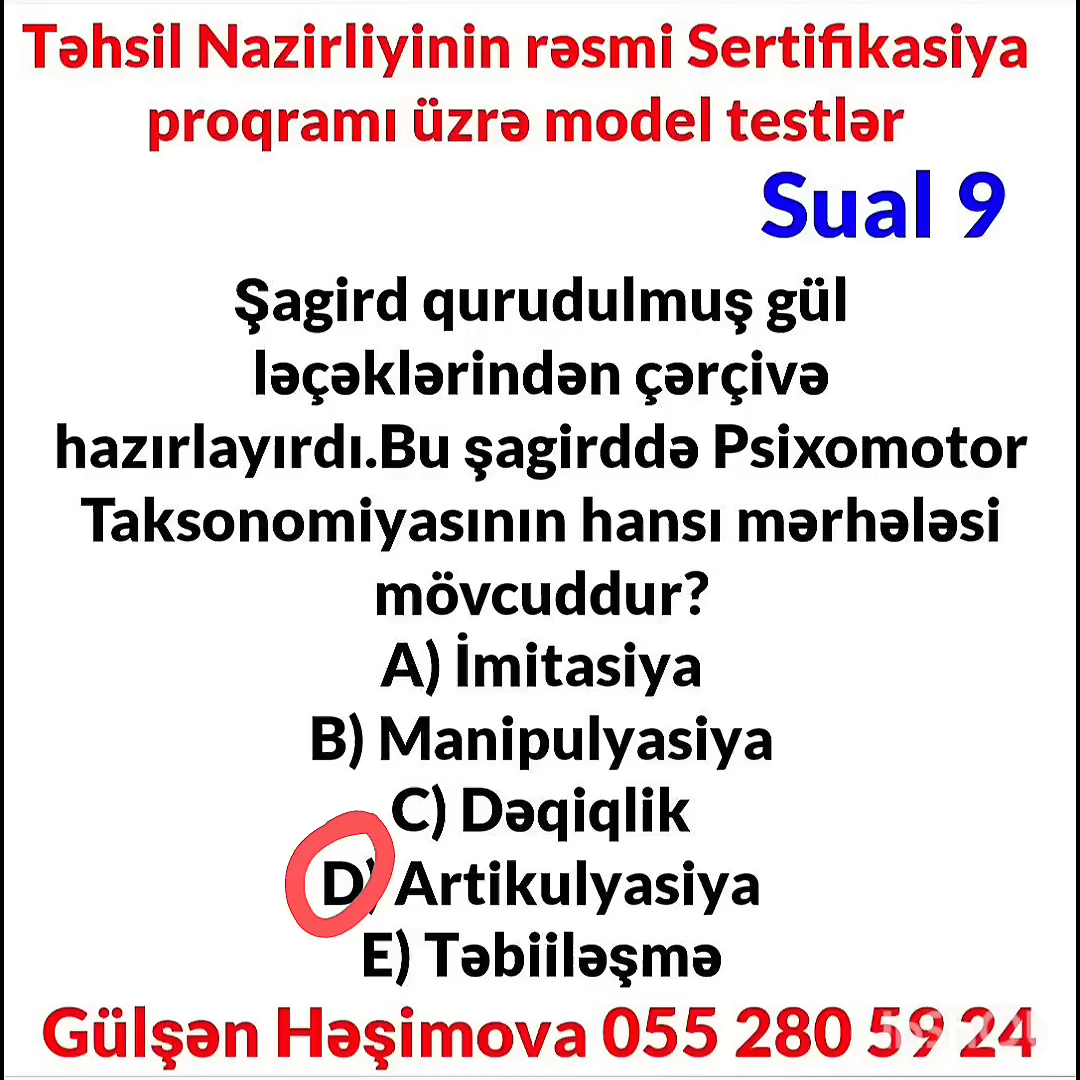 Təhsil Nazirliyinin rəsmi Sertifikasiya
proqramı üzrə model testlər
Sual 9
Şagird qurudulmuş gül
ləçəklərindən çərçivə
hazırlayırdı.Bu şagirddə Psixomotor
Taksonomiyasının hansı mərhələsi
mövcuddur?
A) İmitasiya
B) Manipulyasiya
C) Dəqiqlik
D) Artikulyasiya
E) Təbiiləşmə
Gülşən Həşimova 055 280 59 24